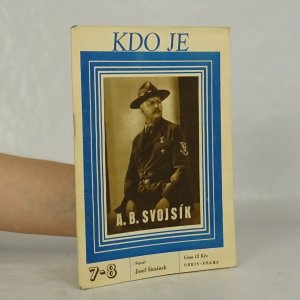 KDO JE
A. B. SVOJSÍK
7-8
Napsal
Josef Šimánek
Cena 12 Kčs
ORBIS - PRAHA